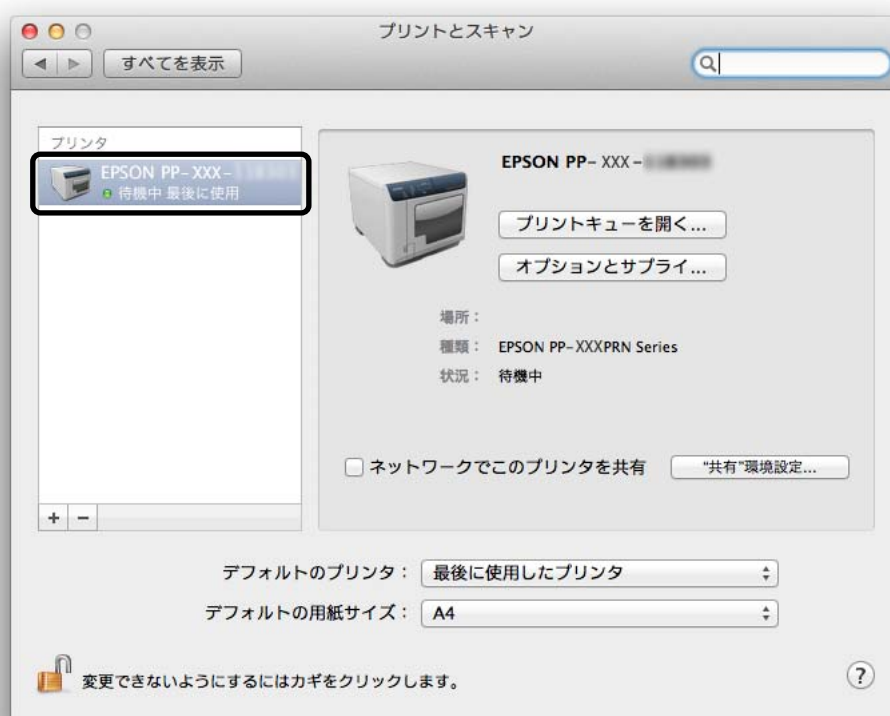 プリントとスキャン
すべてを表示
プリンタ
EPSON PP-XXX-
待機中 最後に使用
EPSON PP-XXX-
プリントキューを開く...
オプションとサプライ...
場所：
種類： EPSON PP-XXXPRN Series
状況： 待機中
ネットワークでこのプリンタを共有 "共有"環境設定...
+ −
デフォルトのプリンタ： 最後に使用したプリンタ
デフォルトの用紙サイズ： A4
変更できないようにするにはカギをクリックします。 ?